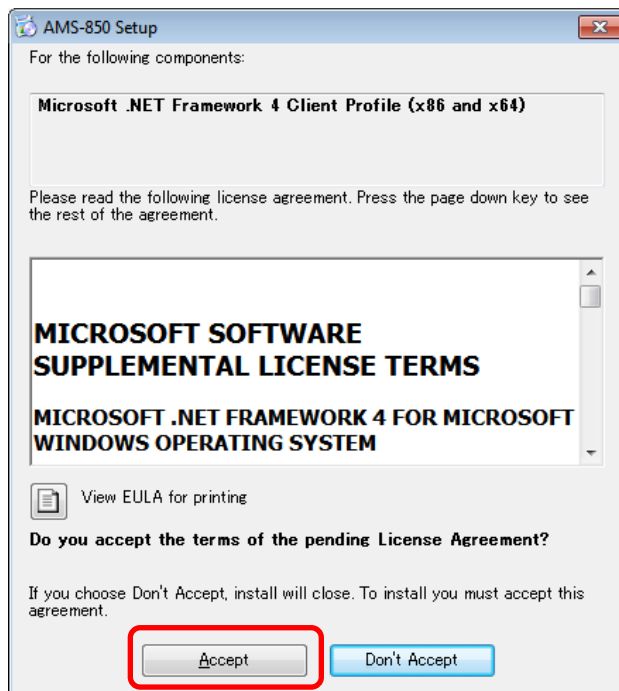 AMS-850 Setup
For the following components:
Microsoft .NET Framework 4 Client Profile (x86 and x64)
Please read the following license agreement. Press the page down key to see
the rest of the agreement.
MICROSOFT SOFTWARE
SUPPLEMENTAL LICENSE TERMS
MICROSOFT .NET FRAMEWORK 4 FOR MICROSOFT
WINDOWS OPERATING SYSTEM
View EULA for printing
Do you accept the terms of the pending License Agreement?
If you choose Don't Accept, install will close. To install you must accept this
agreement.
Accept
Don't Accept